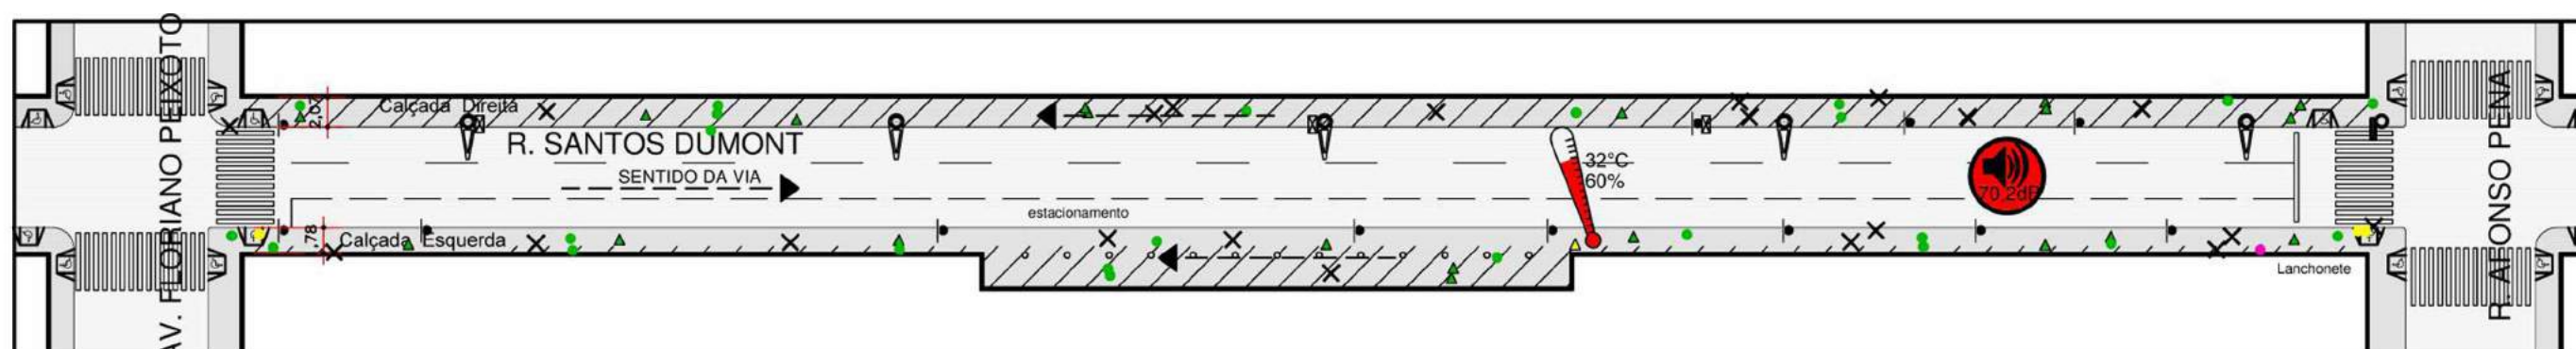 AV. FLORIANO PEIXOTO
Calçada Direita
2,67
R. SANTOS DUMONT
SENTIDO DA VIA
32°C
60%
70,2dB
R. AFONSO PENA
estacionamento
Calçada Esquerda
,78
Lanchonete